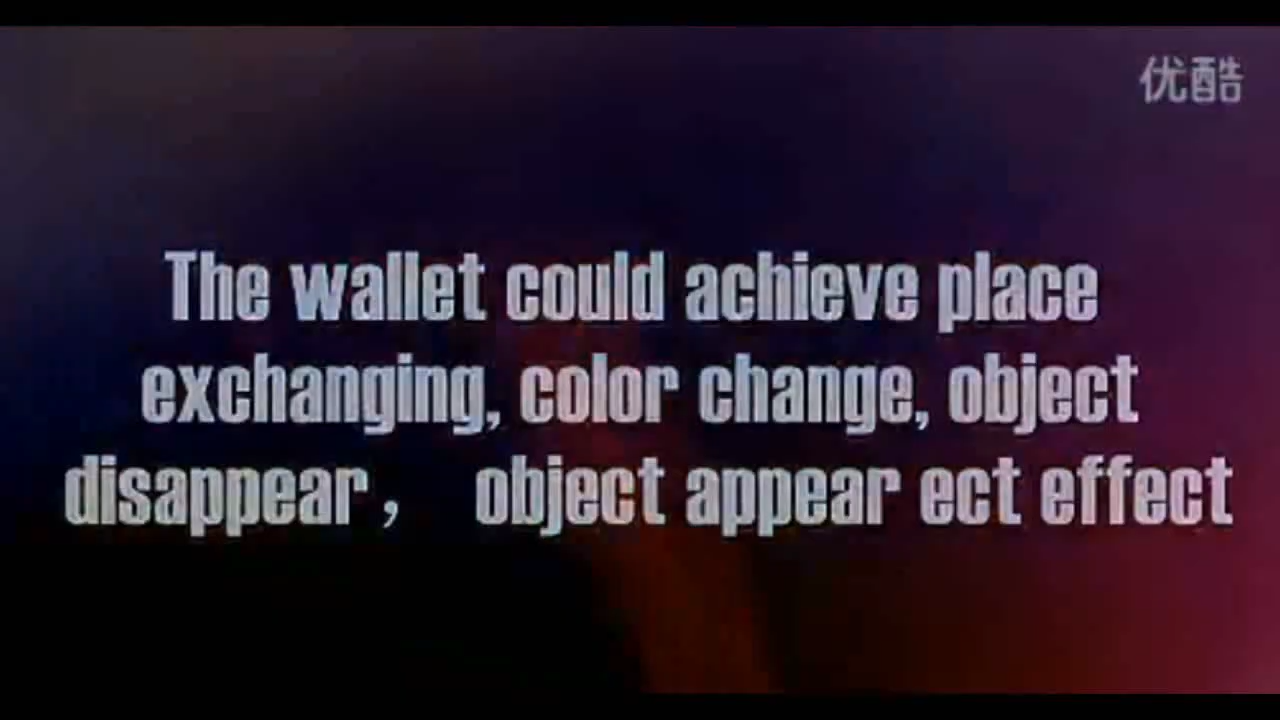 优酷
The wallet could achieve place
exchanging, color change, object
disappear， object appear ect effect